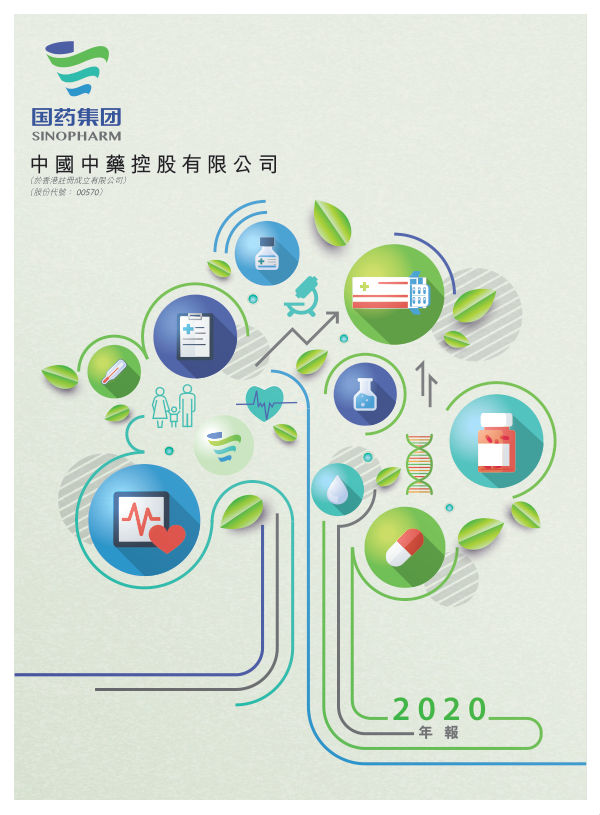 国药集团
SINOPHARM
中國中藥控股有限公司
(於香港註冊成立有限公司)
(股份代號： 00570)
2020
年報